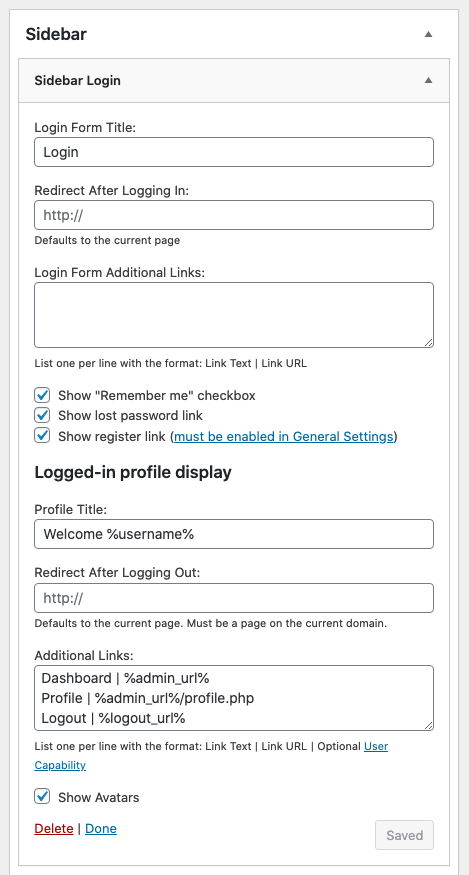 Sidebar
Sidebar Login
Login Form Title:
Login
Redirect After Logging In:
http://
Defaults to the current page
Login Form Additional Links:
List one per line with the format: Link Text | Link URL
Show "Remember me" checkbox
Show lost password link
Show register link (must be enabled in General Settings)
Logged-in profile display
Profile Title:
Welcome %username%
Redirect After Logging Out:
http://
Defaults to the current page. Must be a page on the current domain.
Additional Links:
Dashboard | %admin_url%
Profile | %admin_url%/profile.php
Logout | %logout_url%
List one per line with the format: Link Text | Link URL | Optional User
Capability
Show Avatars
Delete | Done
Saved